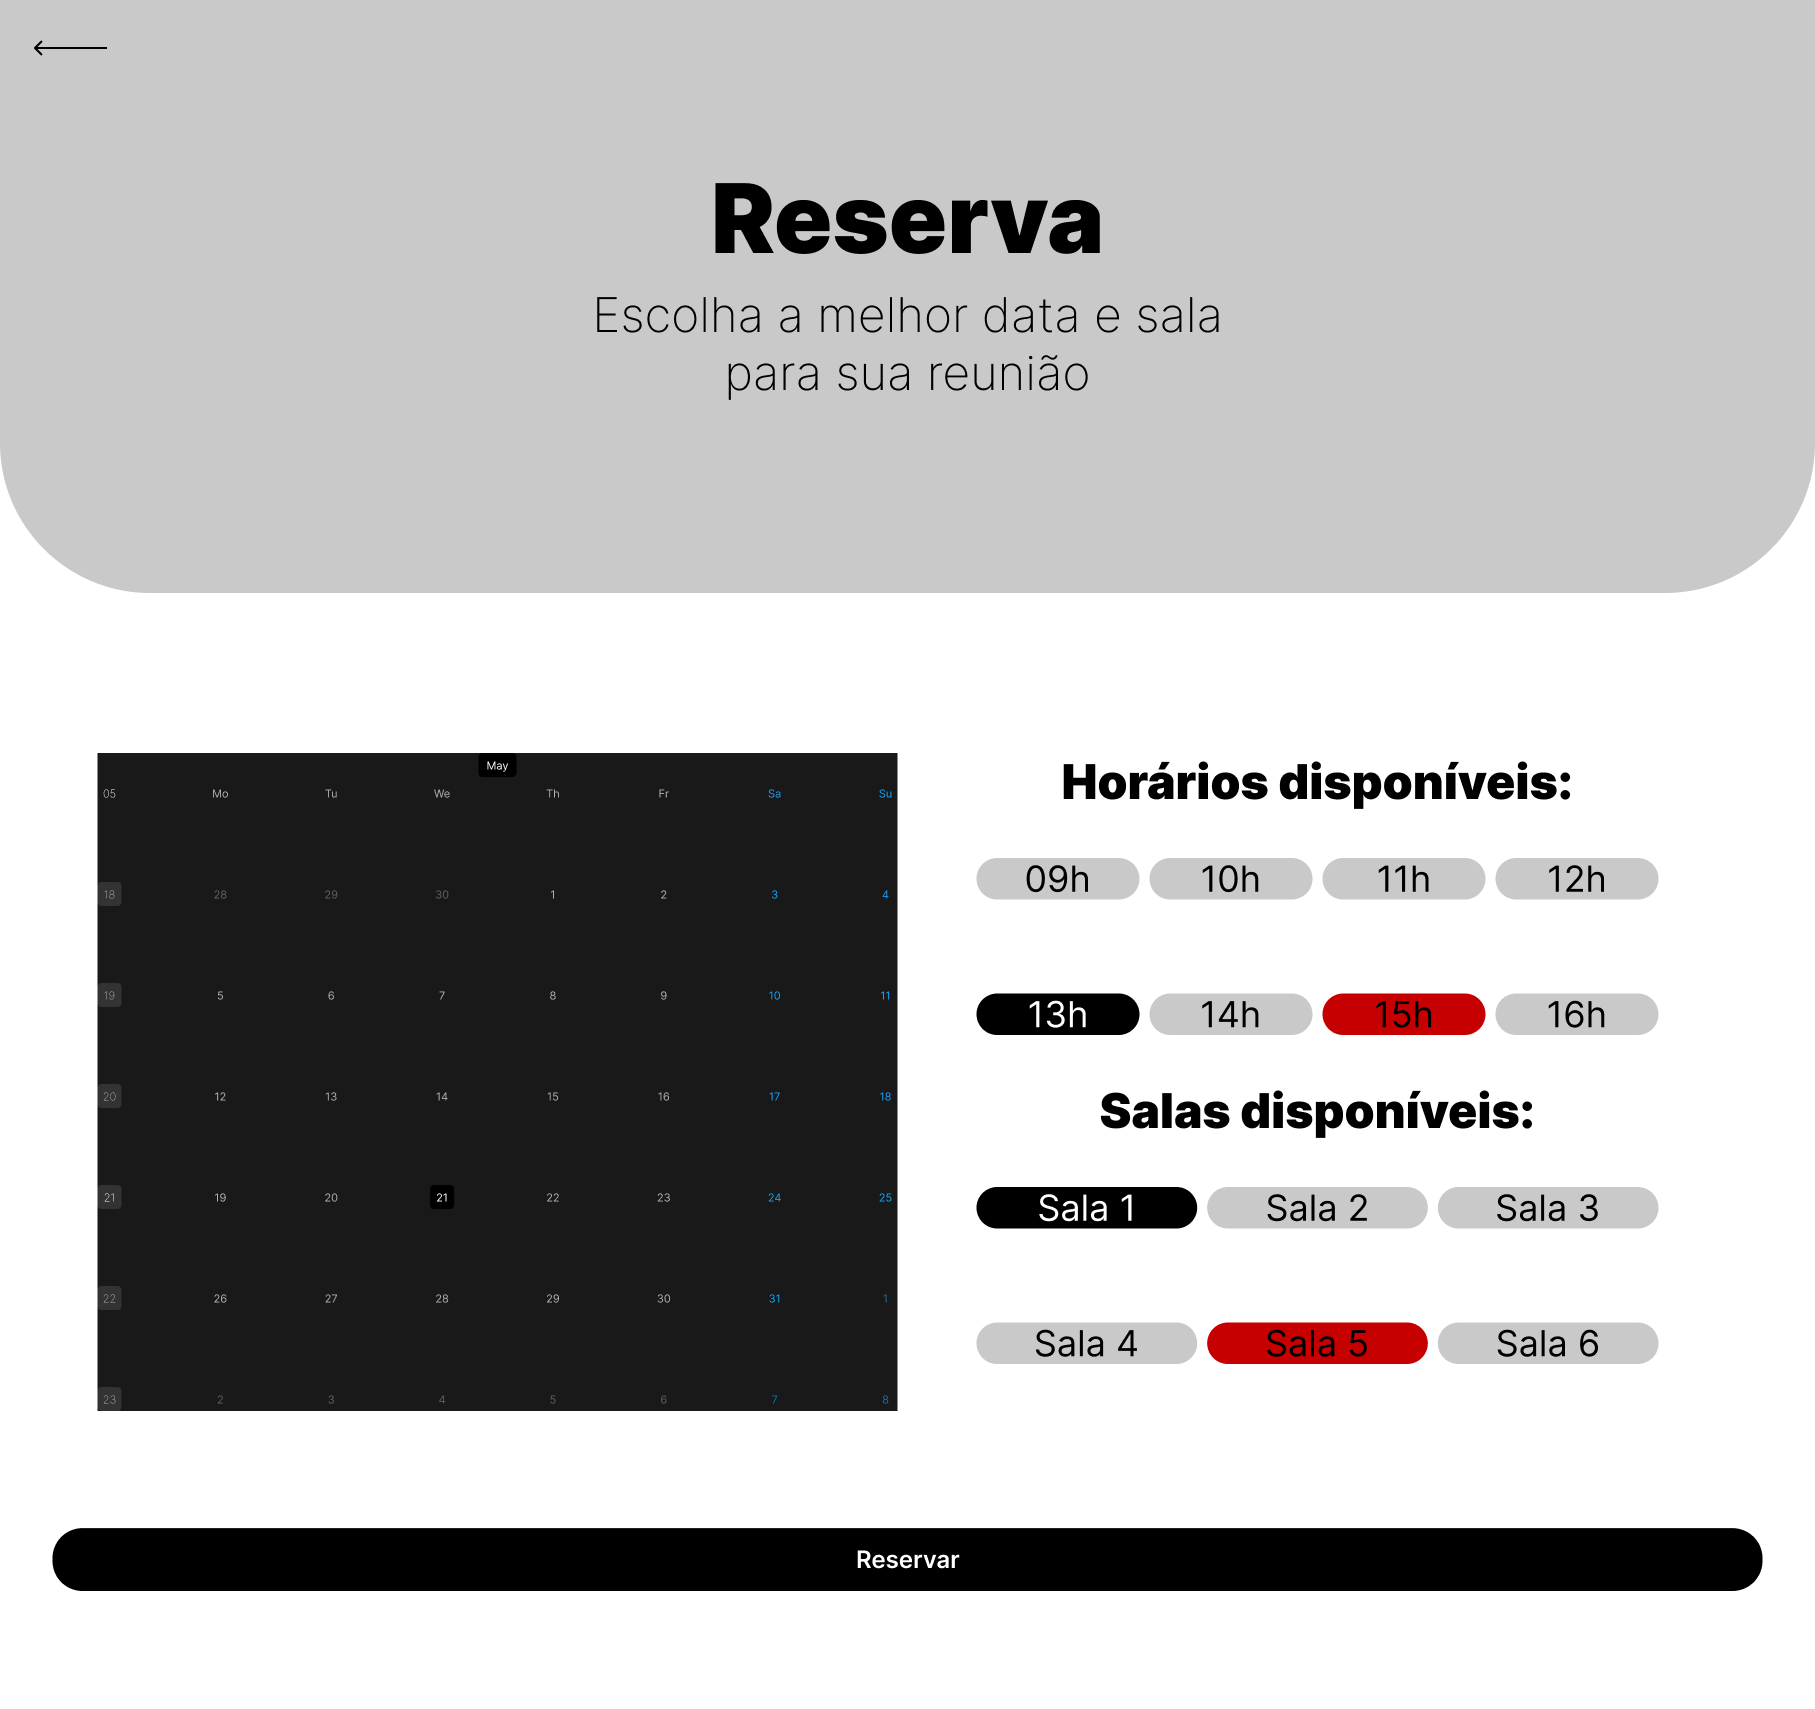 Reserva
Escolha a melhor data e sala
para sua reunião
May
05 Mo Tu We Th Fr Sa Su
18 28 29 30 1 2 3 4
19 5 6 7 8 9 10 11
20 12 13 14 15 16 17 18
21 19 20 21 22 23 24 25
22 26 27 28 29 30 31 1
23 2 3 4 5 6 7 8
Horários disponíveis:
09h 10h 11h 12h
13h 14h 15h 16h
Salas disponíveis:
Sala 1 Sala 2 Sala 3
Sala 4 Sala 5 Sala 6
Reservar